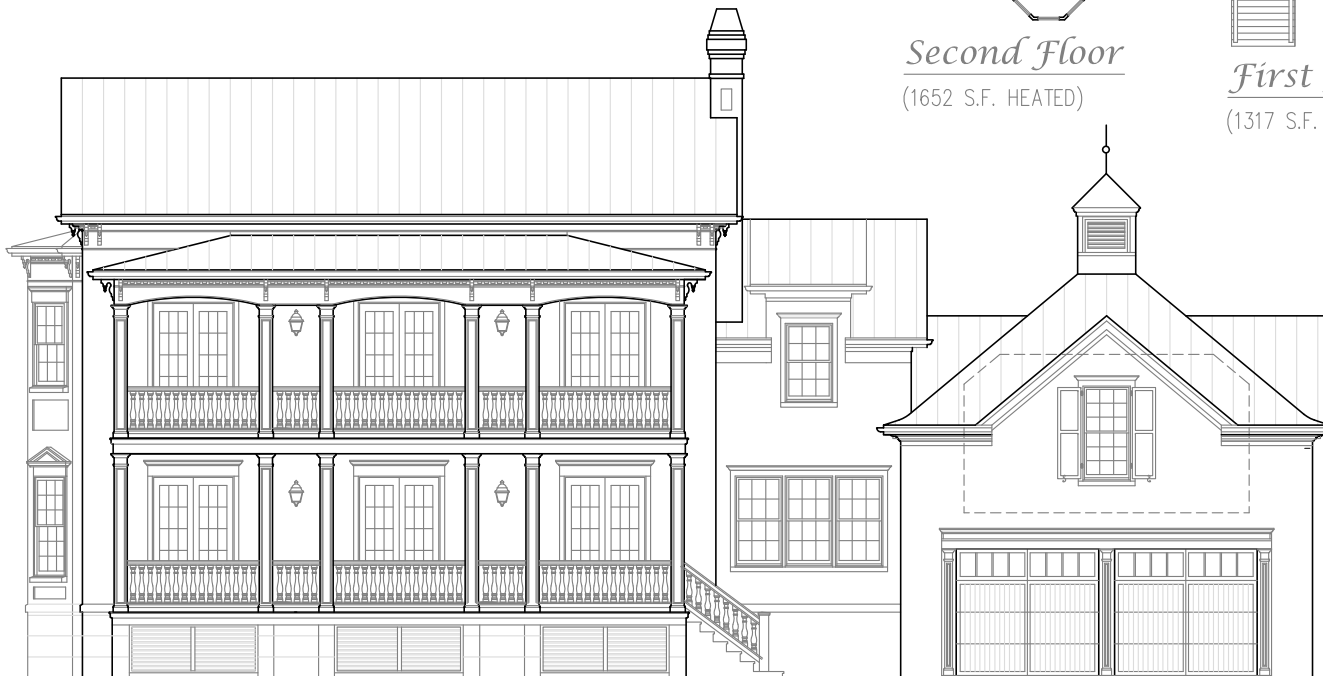 Second Floor
(1652 S.F. HEATED)
First
(1317 S.F.